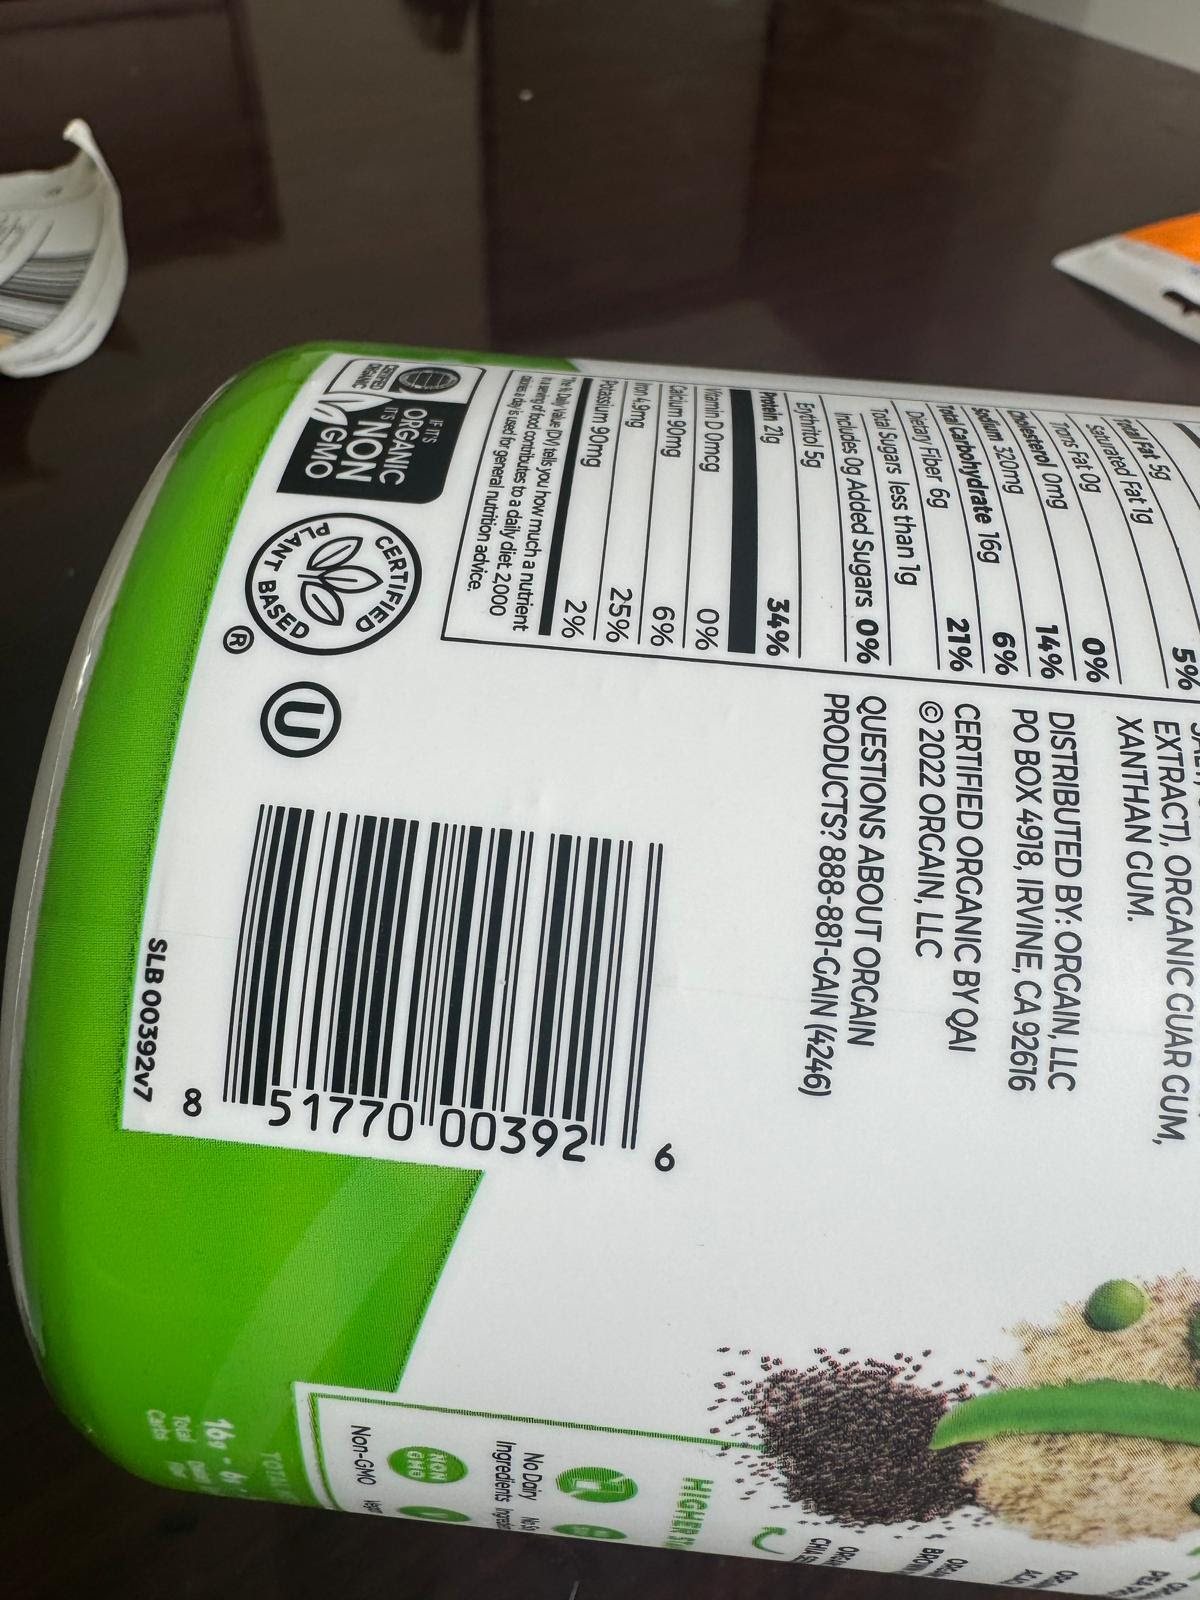 Total Fat 5g 5%
Saturated Fat 1g
Trans Fat 0g 0%
Cholesterol 0mg
Sodium 320mg 14%
Total Carbohydrate 16g 6%
Dietary Fiber 6g 21%
Total Sugars less than 1g
Includes 0g Added Sugars 0%
Erythritol 5g
Protein 21g 34%
Vitamin D 0mcg 0%
Calcium 90mg 6%
Iron 4.9mg 25%
Potassium 90mg 2%
The % Daily Value (DV) tells you how much a nutrient
in a serving of food contributes to a daily diet. 2,000
calories a day is used for general nutrition advice.
CERTIFIED
ORGANIC
IF IT'S
ORGANIC
IT'S NON
GMO
CERTIFIED
PLANT BASED
®
U
EXTRACT), ORGANIC GUAR GUM,
XANTHAN GUM.
DISTRIBUTED BY: ORGAIN, LLC
PO BOX 4918, IRVINE, CA 92616
CERTIFIED ORGANIC BY QAI
© 2022 ORGAIN, LLC
QUESTIONS ABOUT ORGAIN
PRODUCTS? 888-881-GAIN (4246)
8 51770 00392 6
SLB 00392v7
HIGHER
No Dairy
Ingredients
NON
GMO
Non-GMO
16g
Total
Carbs